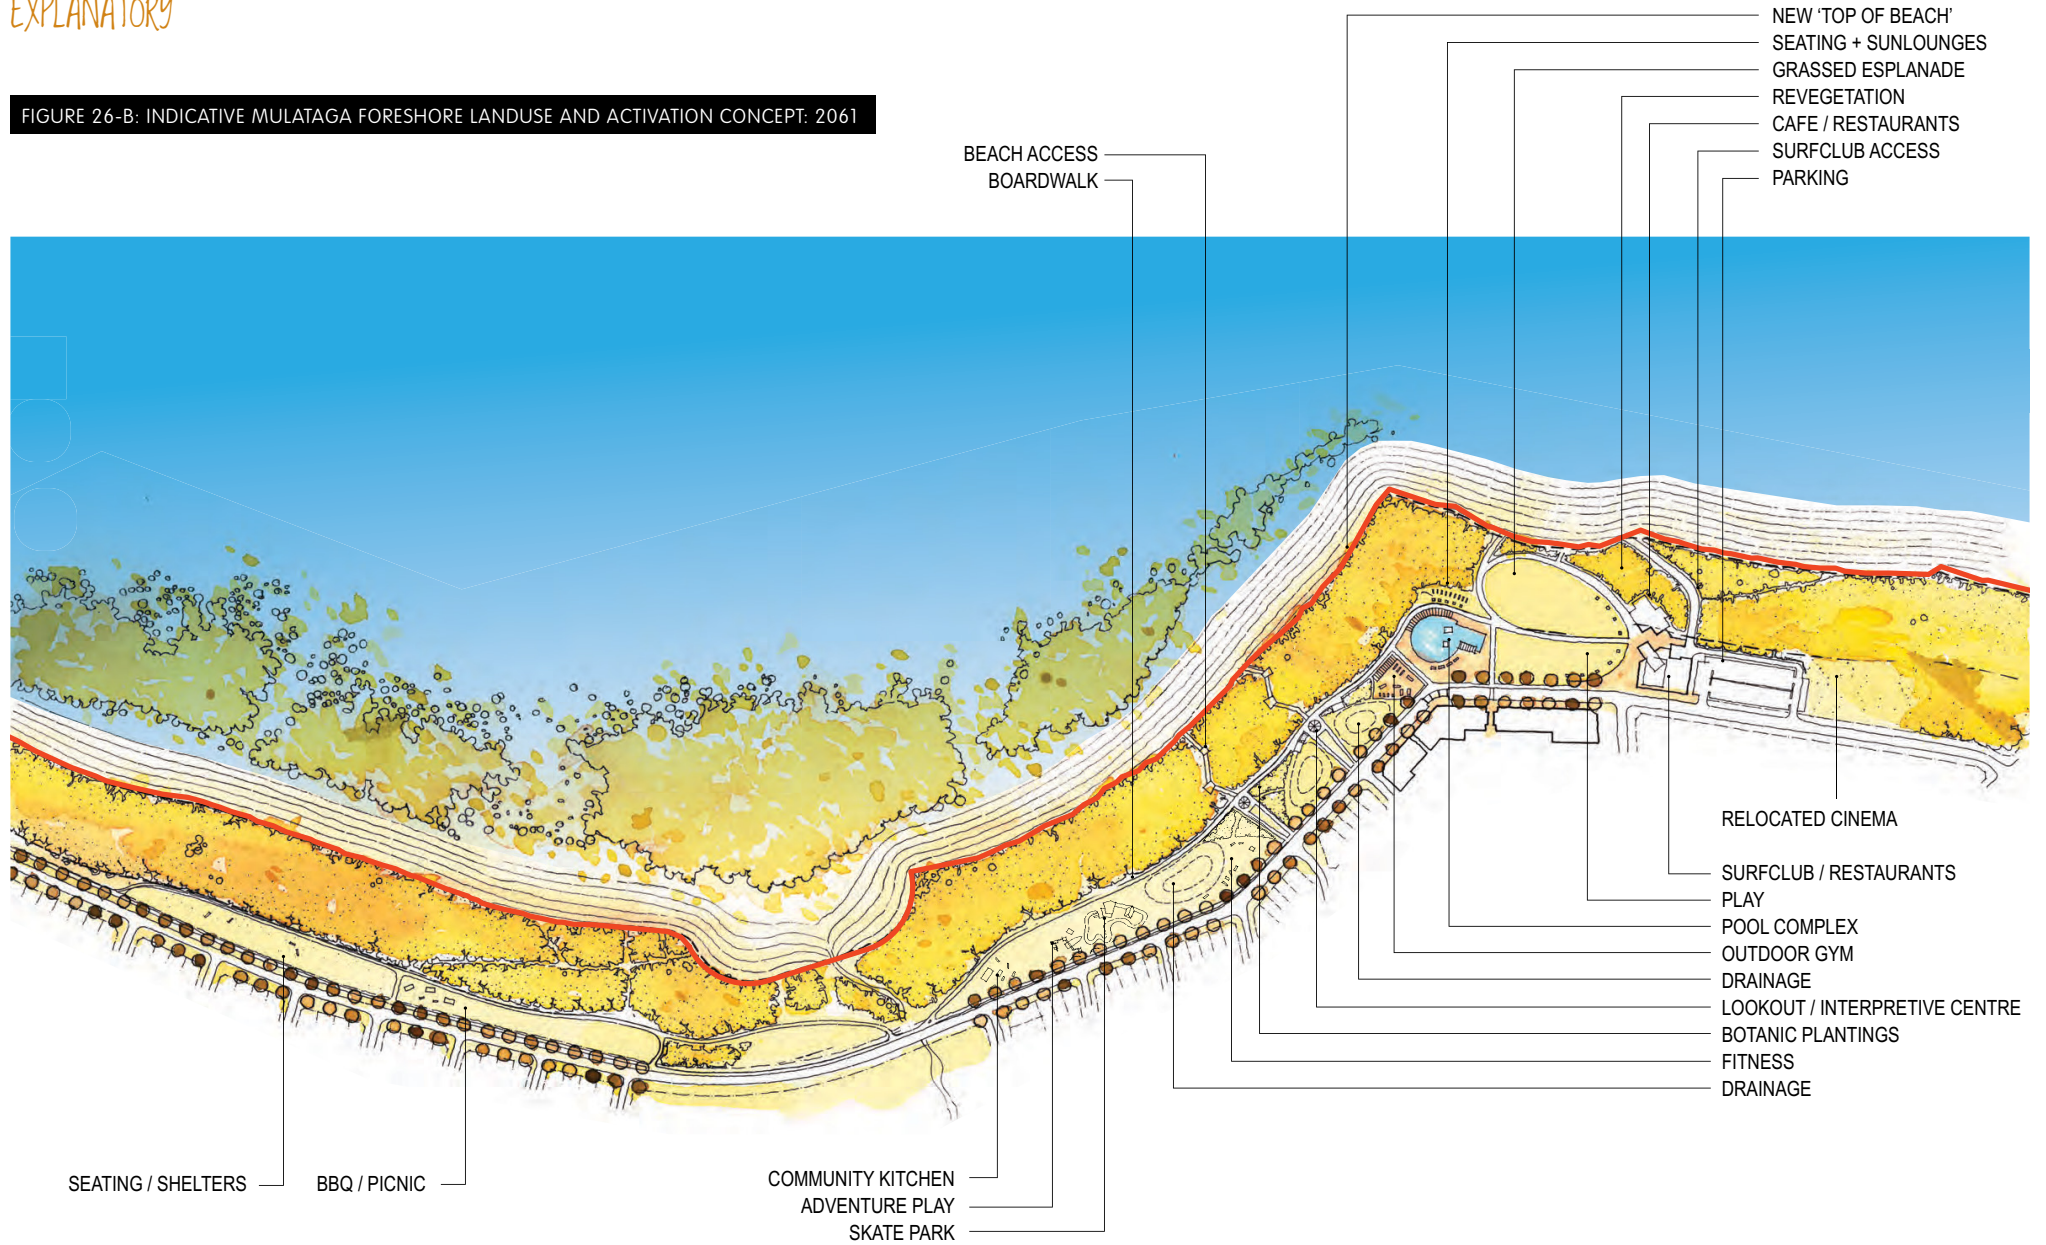 EXPLANATORY
FIGURE 26-B: INDICATIVE MULATAGA FORESHORE LANDUSE AND ACTIVATION CONCEPT: 2061
NEW ‘TOP OF BEACH’
SEATING + SUNLOUNGES
GRASSED ESPLANADE
REVEGETATION
CAFE / RESTAURANTS
SURFCLUB ACCESS
PARKING
BEACH ACCESS
BOARDWALK
RELOCATED CINEMA
SURFCLUB / RESTAURANTS
PLAY
POOL COMPLEX
OUTDOOR GYM
DRAINAGE
LOOKOUT / INTERPRETIVE CENTRE
BOTANIC PLANTINGS
FITNESS
DRAINAGE
SEATING / SHELTERS
BBQ / PICNIC
COMMUNITY KITCHEN
ADVENTURE PLAY
SKATE PARK